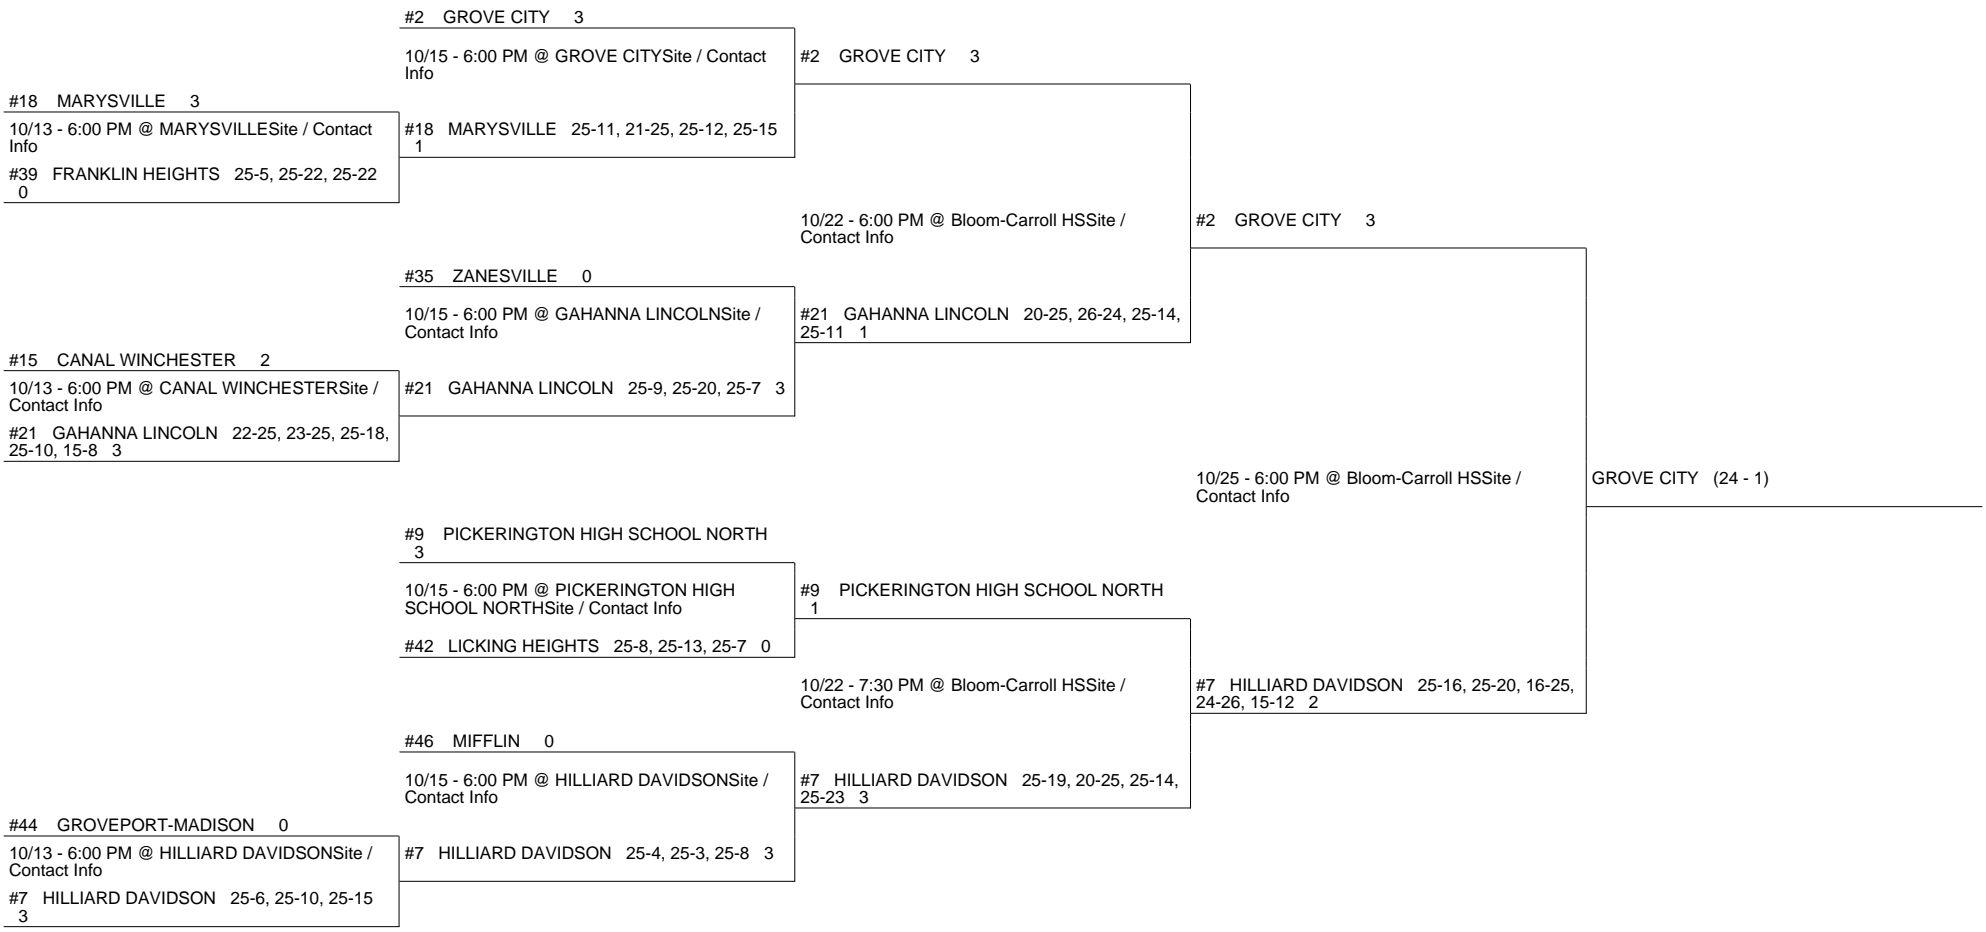 #2 GROVE CITY 3
10/15 - 6:00 PM @ GROVE CITYSite / Contact
Info
#18 MARYSVILLE 25-11, 21-25, 25-12, 25-15
1
#18 MARYSVILLE 3
10/13 - 6:00 PM @ MARYSVILLESite / Contact
Info
#39 FRANKLIN HEIGHTS 25-5, 25-22, 25-22
0
#2 GROVE CITY 3
10/22 - 6:00 PM @ Bloom-Carroll HSSite /
Contact Info
#21 GAHANNA LINCOLN 20-25, 26-24, 25-14,
25-11 1
#35 ZANESVILLE 0
10/15 - 6:00 PM @ GAHANNA LINCOLNSite /
Contact Info
#21 GAHANNA LINCOLN 25-9, 25-20, 25-7 3
#15 CANAL WINCHESTER 2
10/13 - 6:00 PM @ CANAL WINCHESTERSite /
Contact Info
#21 GAHANNA LINCOLN 22-25, 23-25, 25-18,
25-10, 15-8 3
#2 GROVE CITY 3
10/25 - 6:00 PM @ Bloom-Carroll HSSite /
Contact Info
#7 HILLIARD DAVIDSON 25-16, 25-20, 16-25,
24-26, 15-12 2
GROVE CITY (24 - 1)
#9 PICKERINGTON HIGH SCHOOL NORTH
3
10/15 - 6:00 PM @ PICKERINGTON HIGH
SCHOOL NORTHSite / Contact Info
#42 LICKING HEIGHTS 25-8, 25-13, 25-7 0
#9 PICKERINGTON HIGH SCHOOL NORTH
1
10/22 - 7:30 PM @ Bloom-Carroll HSSite /
Contact Info
#7 HILLIARD DAVIDSON 25-19, 20-25, 25-14,
25-23 3
#46 MIFFLIN 0
10/15 - 6:00 PM @ HILLIARD DAVIDSONSite /
Contact Info
#7 HILLIARD DAVIDSON 25-4, 25-3, 25-8 3
#44 GROVEPORT-MADISON 0
10/13 - 6:00 PM @ HILLIARD DAVIDSONSite /
Contact Info
#7 HILLIARD DAVIDSON 25-6, 25-10, 25-15
3